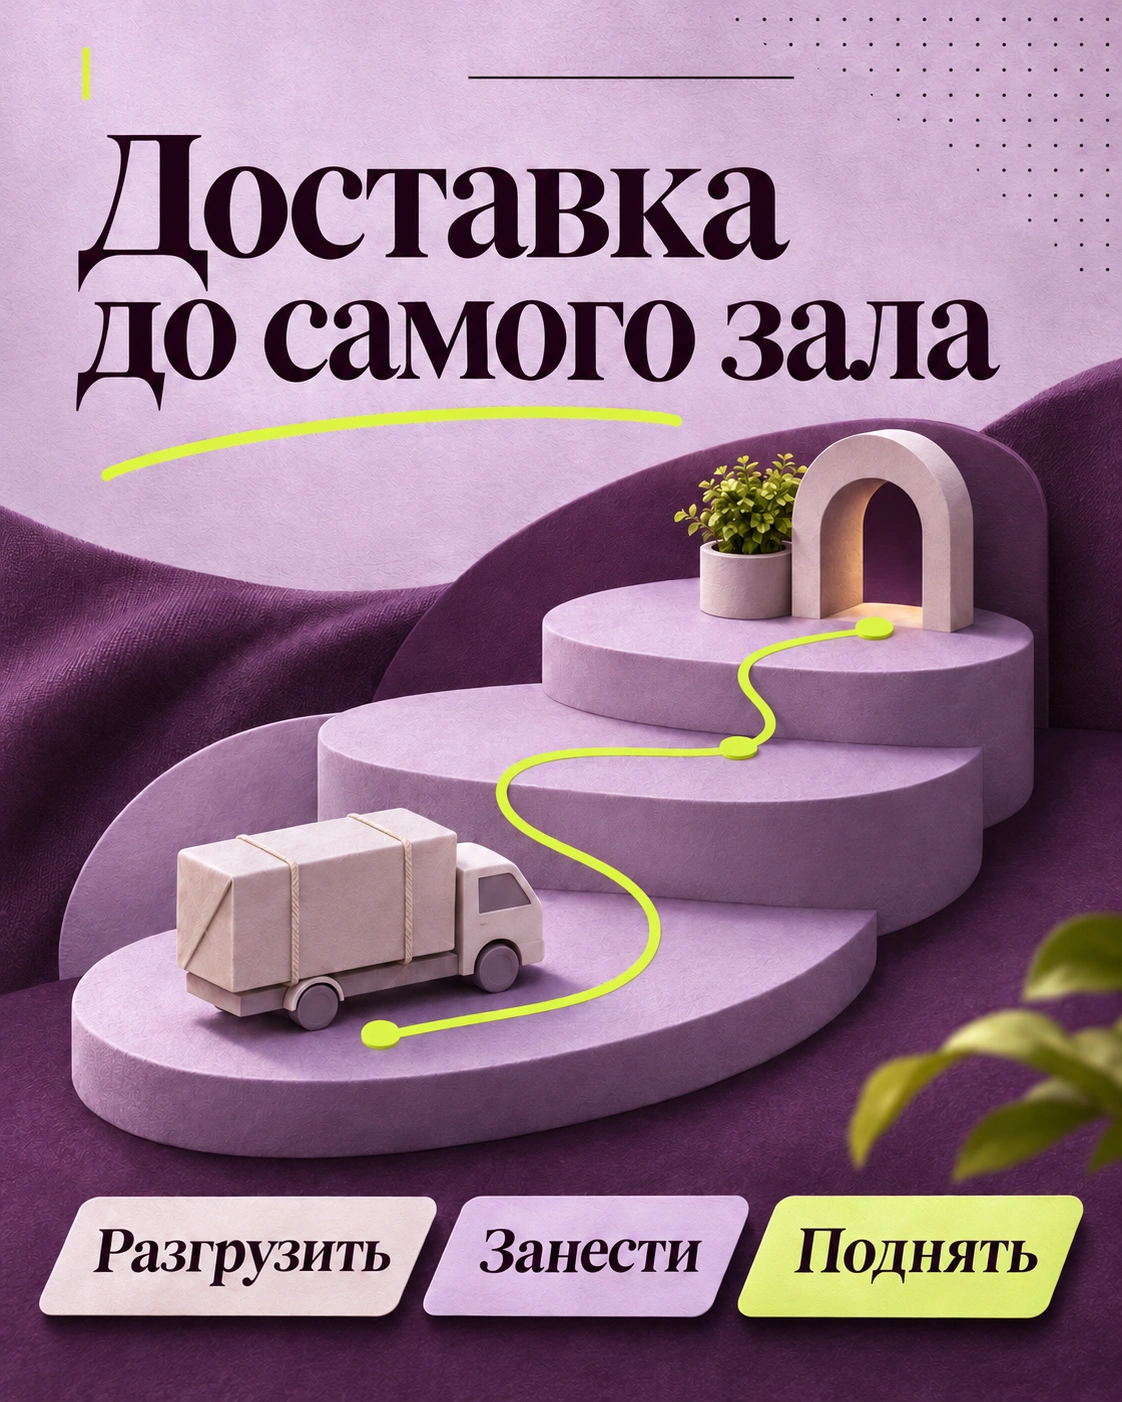 Доставка
до самого зала
Разгрузить
Занести
Поднять